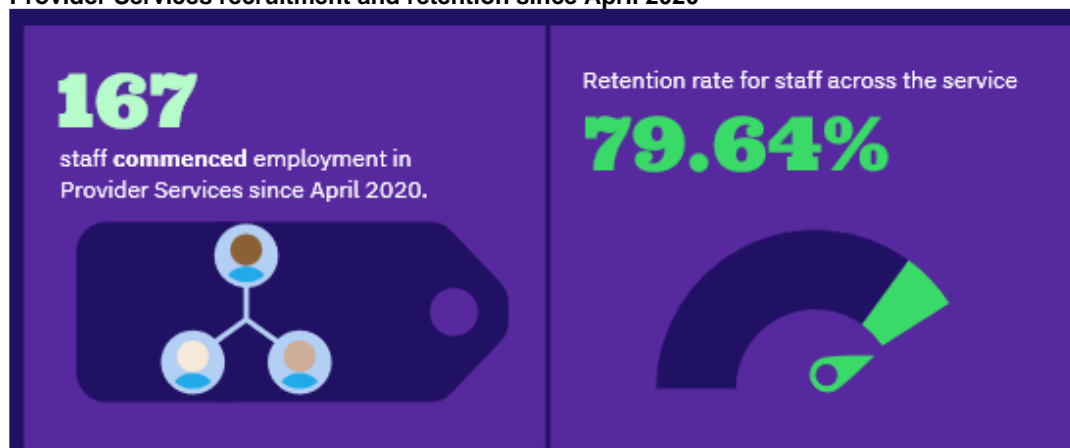 Provider Services recruitment and retention since April 2020
167
staff commenced employment in
Provider Services since April 2020.
Retention rate for staff across the service
79.64%